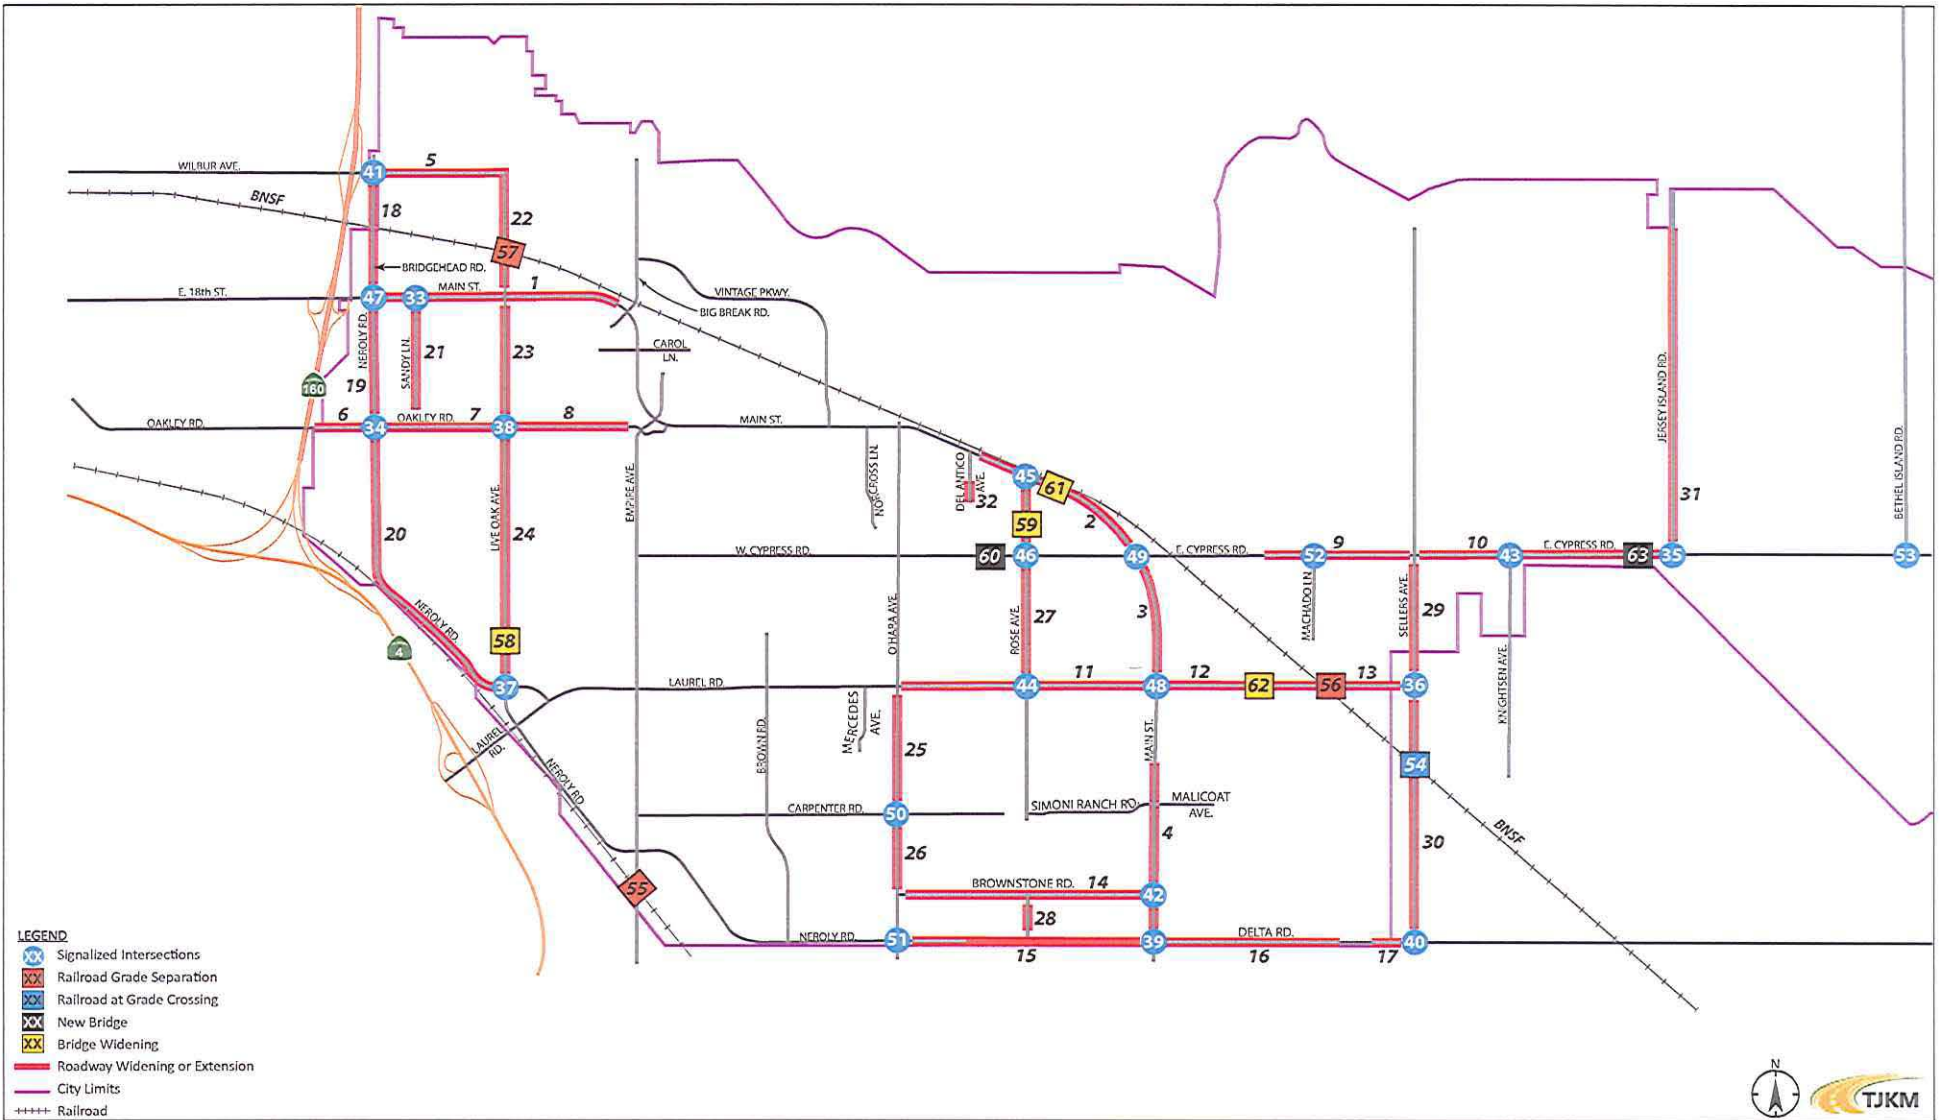 WILBUR AVE.
41
5
BNSF
18
22
57
BRIDGEHEAD RD.
E. 18th ST.
47
33
MAIN ST.
1
VINTAGE PKWY.
BIG BREAK RD.
NEROLY RD.
SANDY LN.
21
23
CAROL
LN.
160
19
6
OAKLEY RD.
34
OAKLEY RD.
7
38
8
MAIN ST.
JERSEY ISLAND RD.
BETHEL ISLAND RD.
EMPIRE AVE.
NORCROSS LN.
DELANTICO
AVE.
32
45
61
59
2
31
20
LIVE OAK AVE.
24
W. CYPRESS RD.
60
46
49
E. CYPRESS RD.
52
9
10
43
E. CYPRESS RD.
63
35
53
NEROLY RD.
4
58
O'HARA AVE.
ROSE AVE.
27
3
MACHADO LN.
SELLERS AVE.
29
37
LAUREL RD.
44
11
48
12
62
56
13
36
KNIGHTSEN AVE.
LAUREL
RD.
NEROLY RD.
BROWN RD.
MERCEDES
AVE.
25
MAIN ST.
54
CARPENTER RD.
50
SIMONI RANCH RD.
MALICOAT
AVE.
4
BNSF
30
26
55
BROWNSTONE RD.
14
42
28
NEROLY RD.
51
15
39
DELTA RD.
16
17
40
LEGEND
XX Signalized Intersections
XX Railroad Grade Separation
XX Railroad at Grade Crossing
XX New Bridge
XX Bridge Widening
Roadway Widening or Extension
City Limits
Railroad
N
TJKM